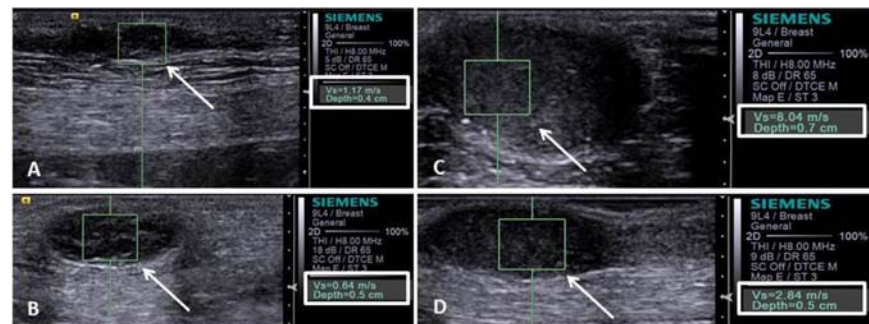 SIEMENS
9L4 / Breast
General
2D 100%
THI / H8.00 MHz
5 dB / DR 65
SC Off / DTCE M
Map E / ST 3
Vs=1.17 m/s
Depth=0.4 cm
A
SIEMENS
9L4 / Breast
General
2D 100%
THI / H8.00 MHz
18 dB / DR 65
SC Off / DTCE M
Map E / ST 3
Vs=0.64 m/s
Depth=0.5 cm
B
SIEMENS
9L4 / Breast
General
2D 100%
THI / H8.00 MHz
8 dB / DR 65
SC Off / DTCE M
Map E / ST 3
Vs=8.04 m/s
Depth=0.7 cm
C
SIEMENS
9L4 / Breast
General
2D 100%
THI / H8.00 MHz
9 dB / DR 65
SC Off / DTCE M
Map E / ST 3
Vs=2.84 m/s
Depth=0.5 cm
D